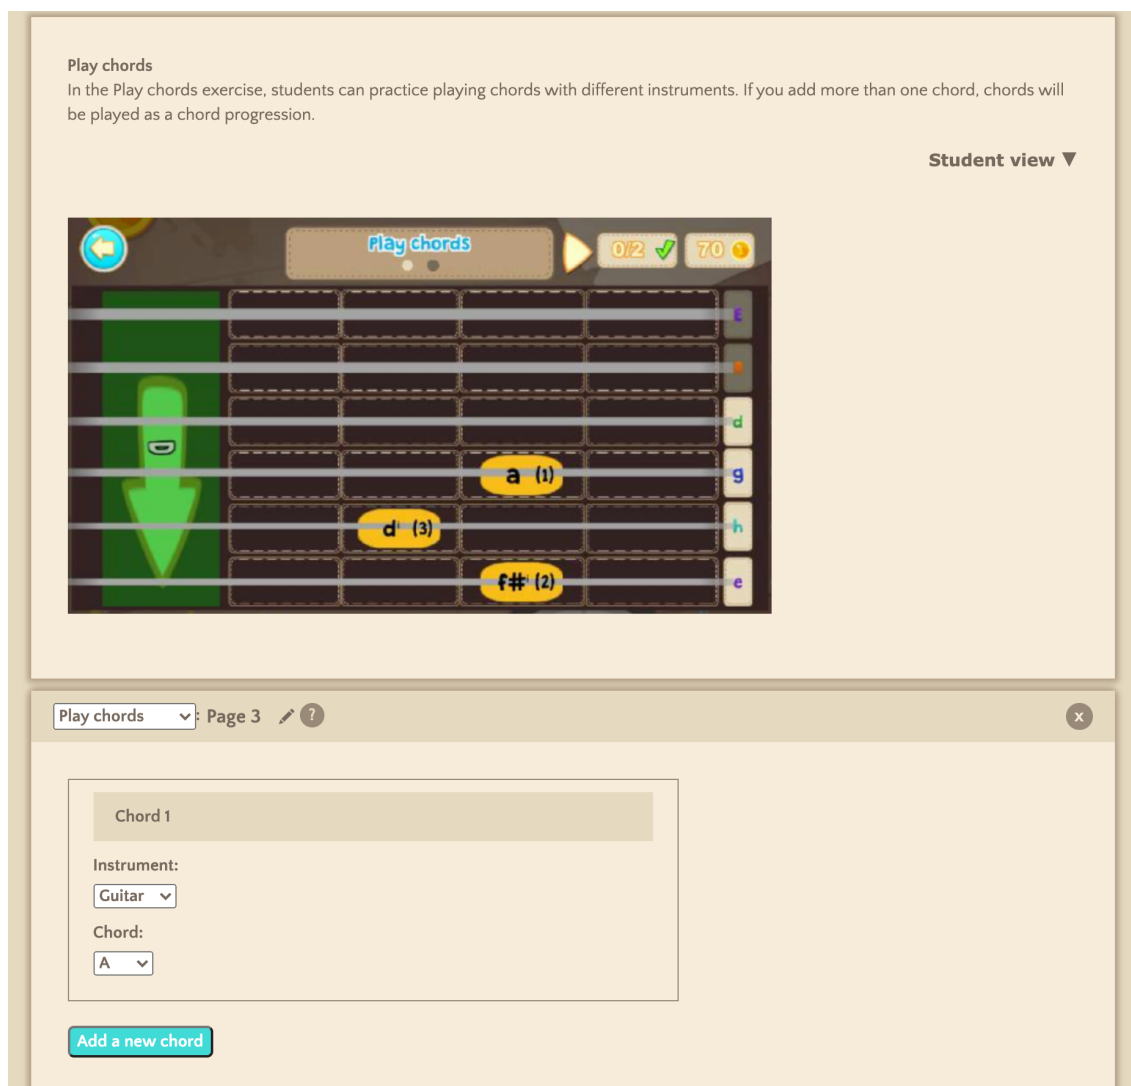 Play chords
In the Play chords exercise, students can practice playing chords with different instruments. If you add more than one chord, chords will
be played as a chord progression.
Student view ▼
Play chords
0/2
70
E
d
a (1)
g
d' (3)
h
f#' (2)
e
Play chords : Page 3 ?
x
Chord 1
Instrument:
Guitar
Chord:
A
Add a new chord